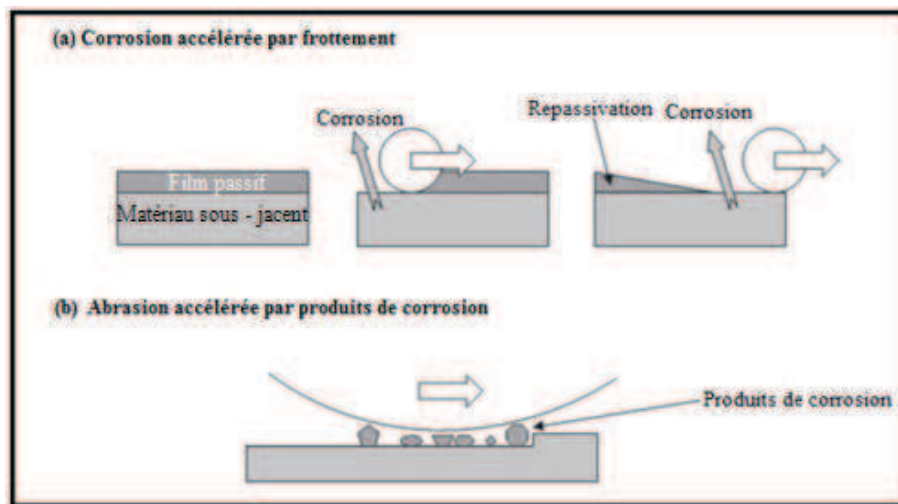 (a) Corrosion accélérée par frottement
Corrosion
Repassivation
Corrosion
Film passif
Matériau sous - jacent
(b) Abrasion accélérée par produits de corrosion
Produits de corrosion